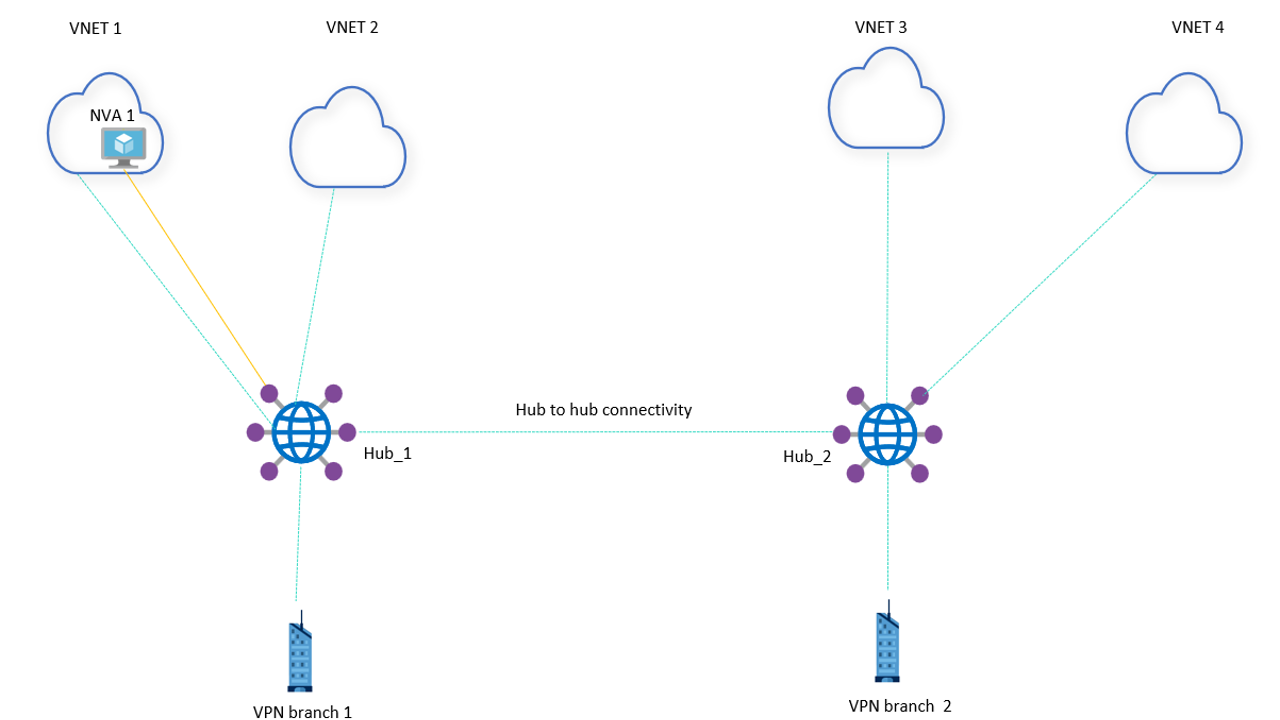 VNET 1
VNET 2
VNET 3
VNET 4
NVA 1
Hub to hub connectivity
Hub_1
Hub_2
VPN branch 1
VPN branch  2